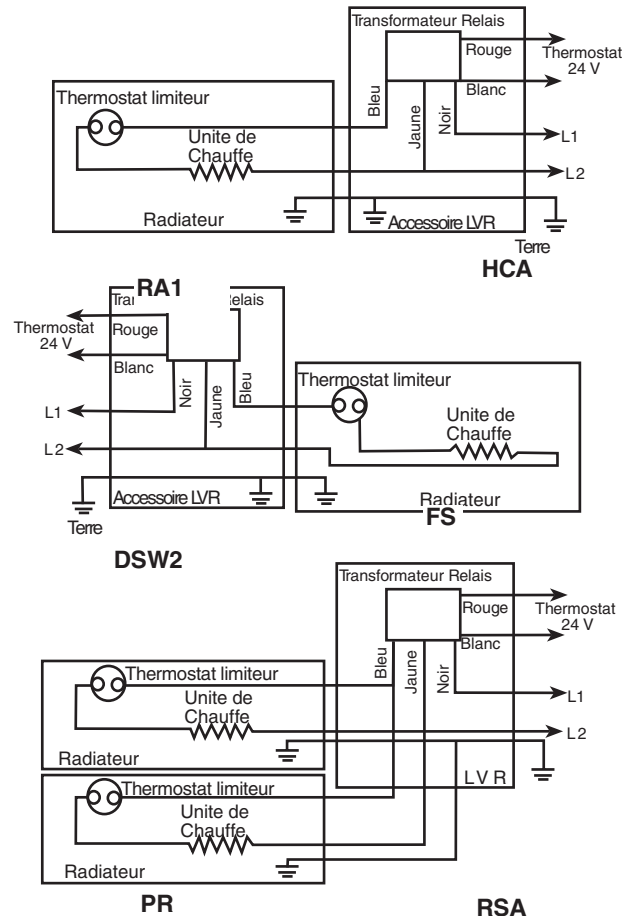 Transformateur Relais
Rouge
Thermostat
24 V
Bleu
Blanc
Thermostat limiteur
Jaune
Noir
Unite de
Chauffe
L1
L2
Radiateur
Accessoire LVR
Terre
HCA
RA1
Thermostat
24 V
Rouge
Blanc
Noir
Jaune
Bleu
Thermostat limiteur
L1
Unite de
Chauffe
L2
Accessoire LVR
Radiateur
Terre
FS
DSW2
Transformateur Relais
Rouge
Thermostat
24 V
Bleu
Jaune
Noir
Blanc
Thermostat limiteur
Unite de
Chauffe
L1
L2
Radiateur
LVR
Thermostat limiteur
Unite de
Chauffe
Radiateur
PR
RSA